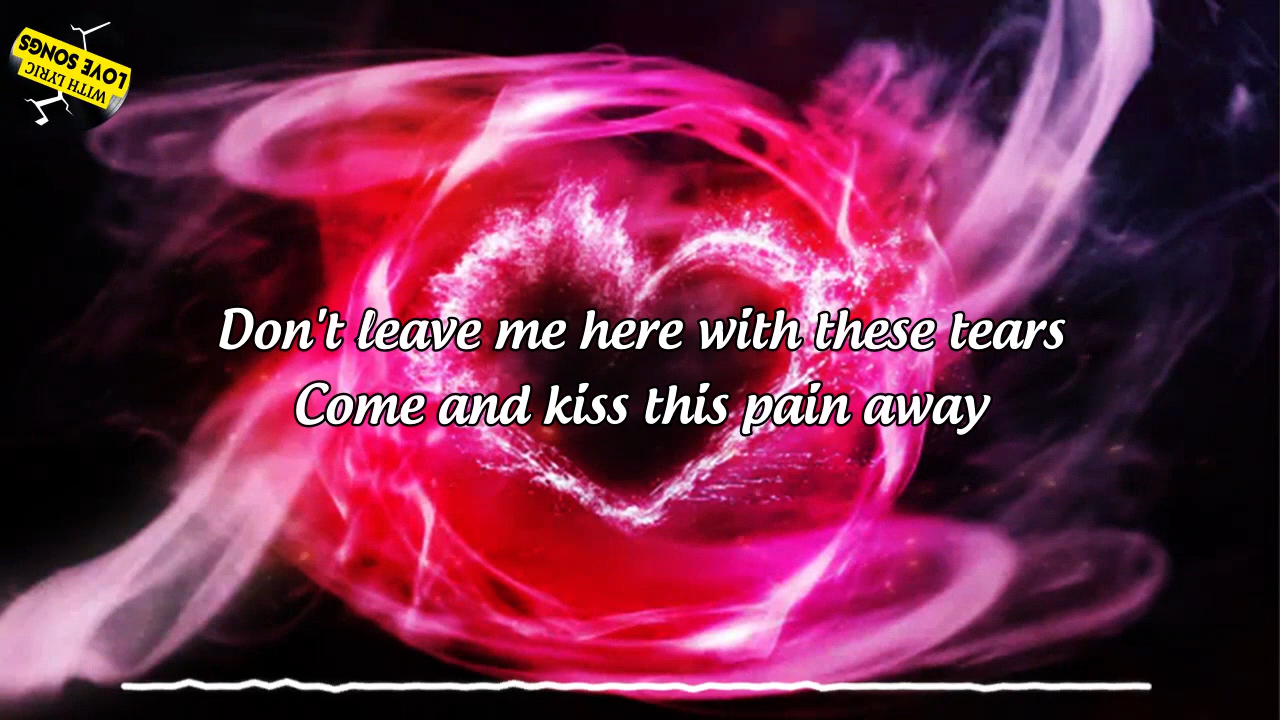 LOVE SONGS
WITH LYRIC
Don't leave me here with these tears
Come and kiss this pain away